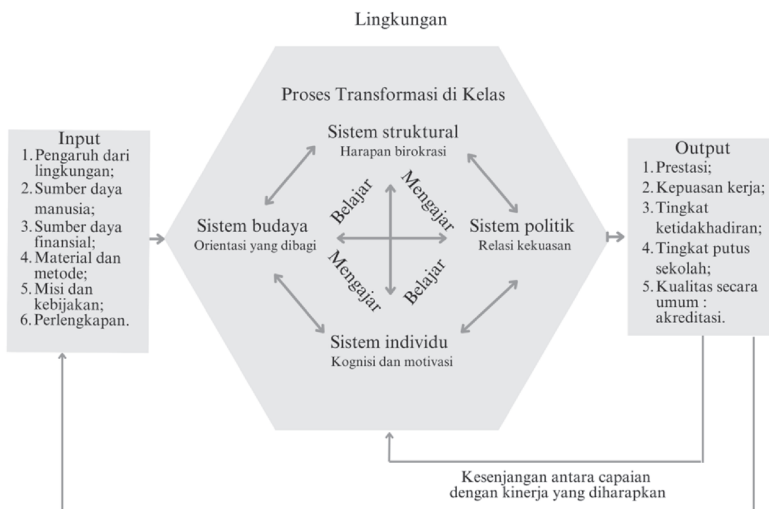 Lingkungan
Proses Transformasi di Kelas
Input
1. Pengaruh dari
lingkungan;
2. Sumber daya
manusia;
3. Sumber daya
finansial;
4. Material dan
metode;
5. Misi dan
kebijakan;
6. Perlengkapan.
Sistem struktural
Harapan birokrasi
Belajar
Mengajar
Sistem budaya
Orientasi yang dibagi
Sistem politik
Relasi kekuasan
Mengajar
Belajar
Sistem individu
Kognisi dan motivasi
Output
1. Prestasi;
2. Kepuasan kerja;
3. Tingkat
ketidakhadiran;
4. Tingkat putus
sekolah;
5. Kualitas secara
umum :
akreditasi.
Kesenjangan antara capaian
dengan kinerja yang diharapkan